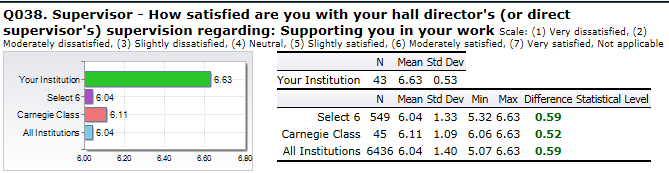 Q038. Supervisor - How satisfied are you with your hall director's (or direct
supervisor's) supervision regarding: Supporting you in your work Scale: (1) Very dissatisfied, (2)
Moderately dissatisfied, (3) Slightly dissatisfied, (4) Neutral, (5) Slightly satisfied, (6) Moderately satisfied, (7) Very satisfied, Not applicable
Your Institution 6.63
Select 6 6.04
Carnegie Class 6.11
All Institutions 6.04
6.00 6.20 6.40 6.60 6.80
N Mean Std Dev
Your Institution 43 6.63 0.53
N Mean Std Dev Min Max Difference Statistical Level
Select 6 549 6.04 1.33 5.32 6.63 0.59
Carnegie Class 45 6.11 1.09 6.06 6.63 0.52
All Institutions 6436 6.04 1.40 5.07 6.63 0.59